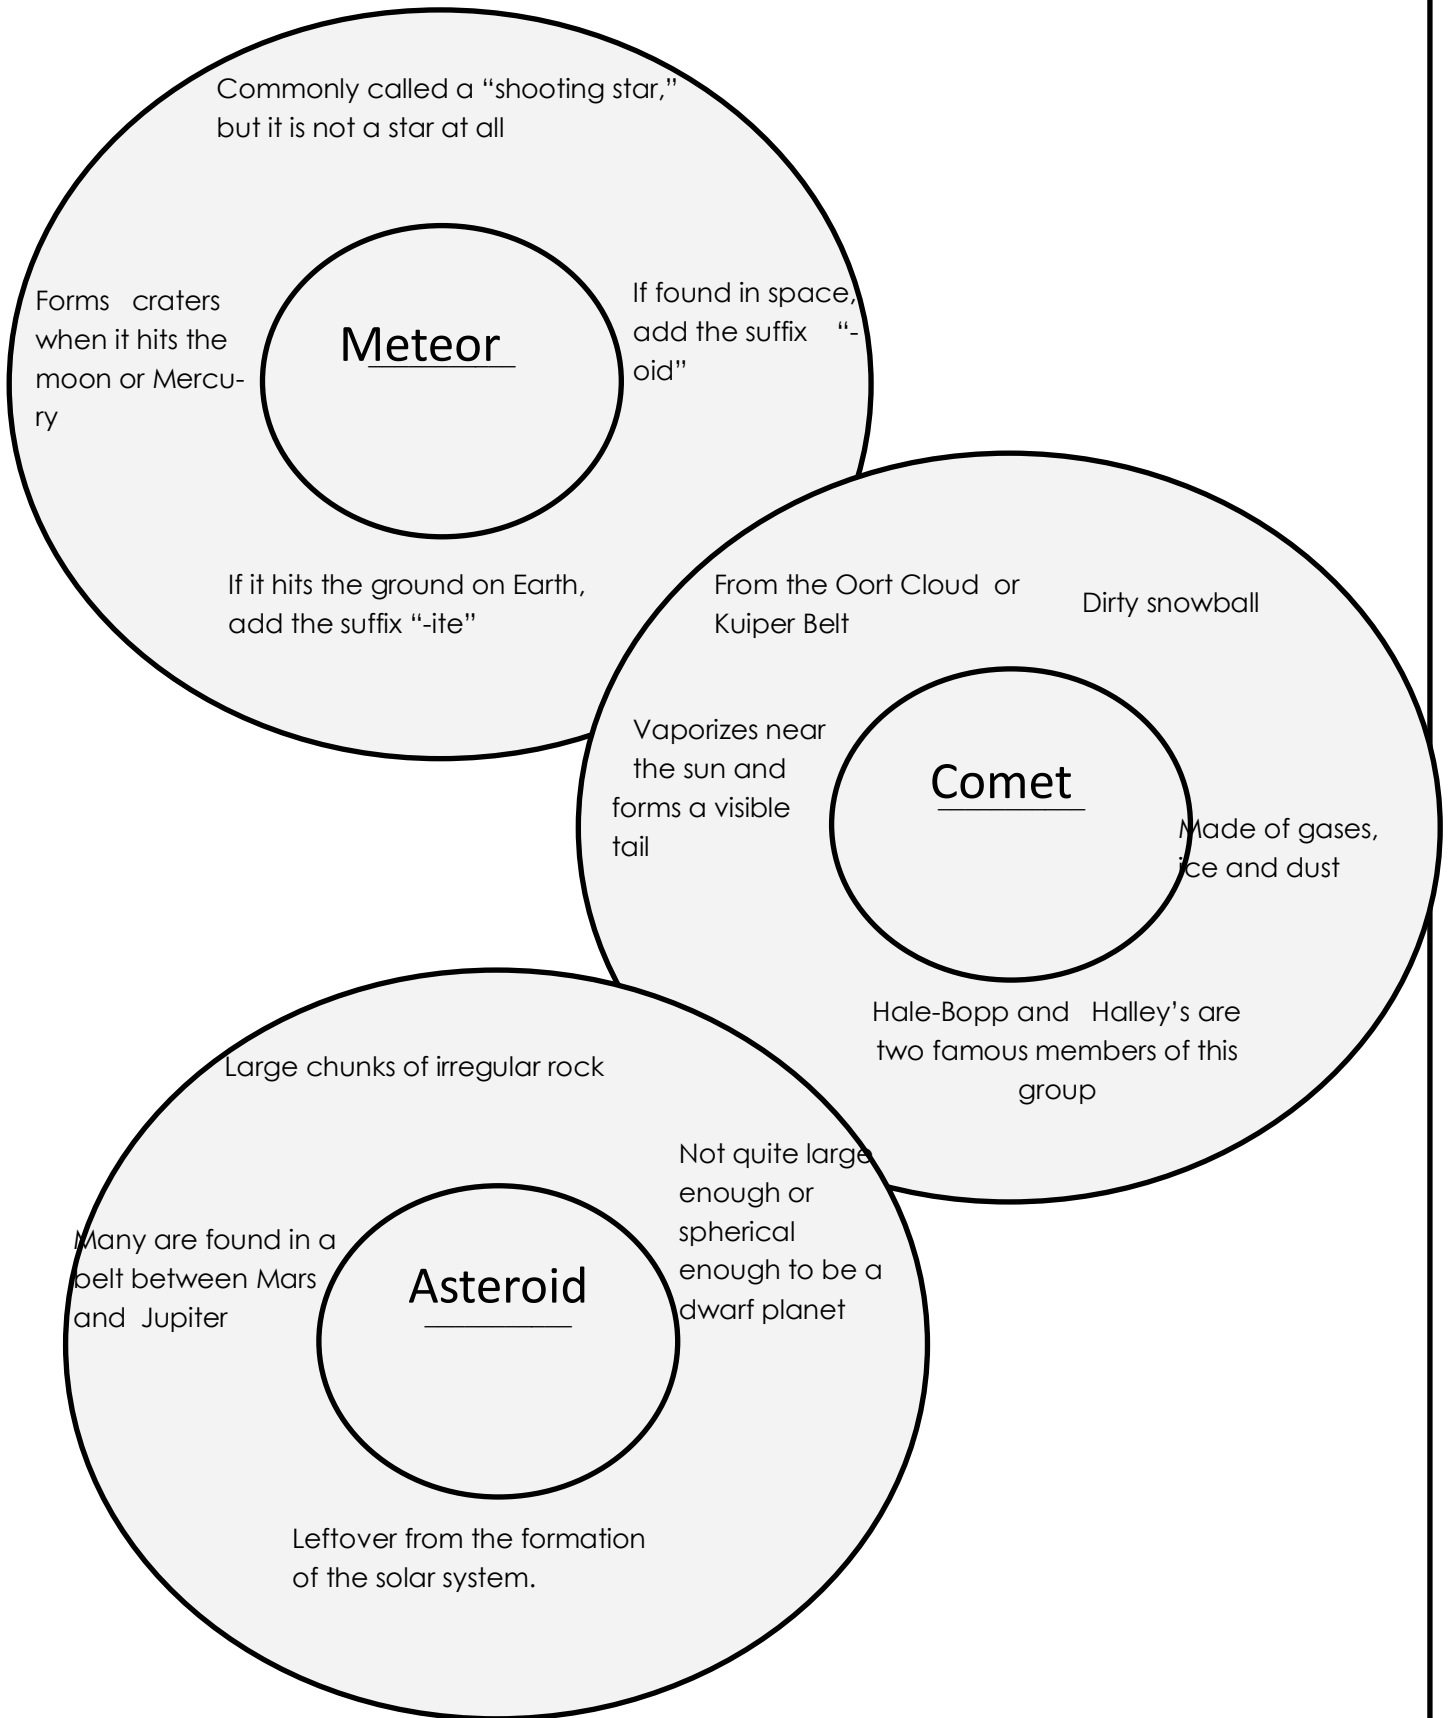 Commonly called a “shooting star,”
but it is not a star at all
Forms craters
when it hits the
moon or Mercu-
ry
Meteor
If found in space,
add the suffix “-
oid”
If it hits the ground on Earth,
add the suffix “-ite”
From the Oort Cloud or
Kuiper Belt
Dirty snowball
Vaporizes near
the sun and
forms a visible
tail
Comet
Made of gases,
ice and dust
Hale-Bopp and Halley’s are
two famous members of this
group
Large chunks of irregular rock
Many are found in a
belt between Mars
and Jupiter
Asteroid
Not quite large
enough or
spherical
enough to be a
dwarf planet
Leftover from the formation
of the solar system.